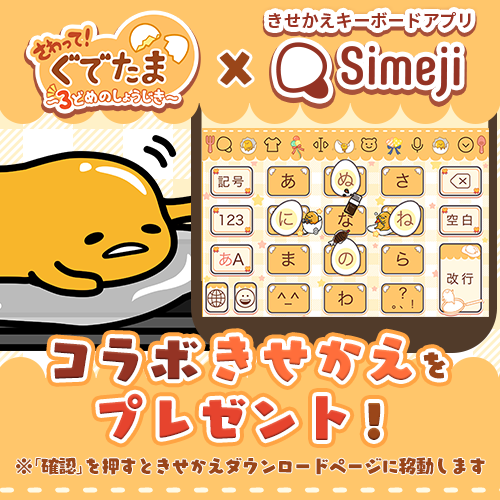 さわって!
ぐでたま
~3どめのしょうじき~
×
きせかえキーボードアプリ
Simeji
記号 あ ぬ さ
123 に な ね 空白
あA ま の ら 改行
^_^ わ ?。、!
コラボきせかえを
プレゼント!
※「確認」を押すときせかえダウンロードページに移動します